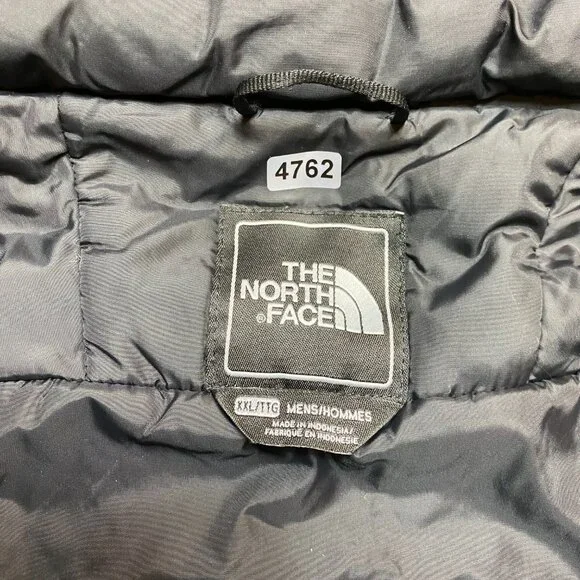 4762
THE
NORTH
®FACE
XXL/TTG MENS/HOMMES
MADE IN INDONESIA/
FABRIQUÉ EN INDONÉSIE